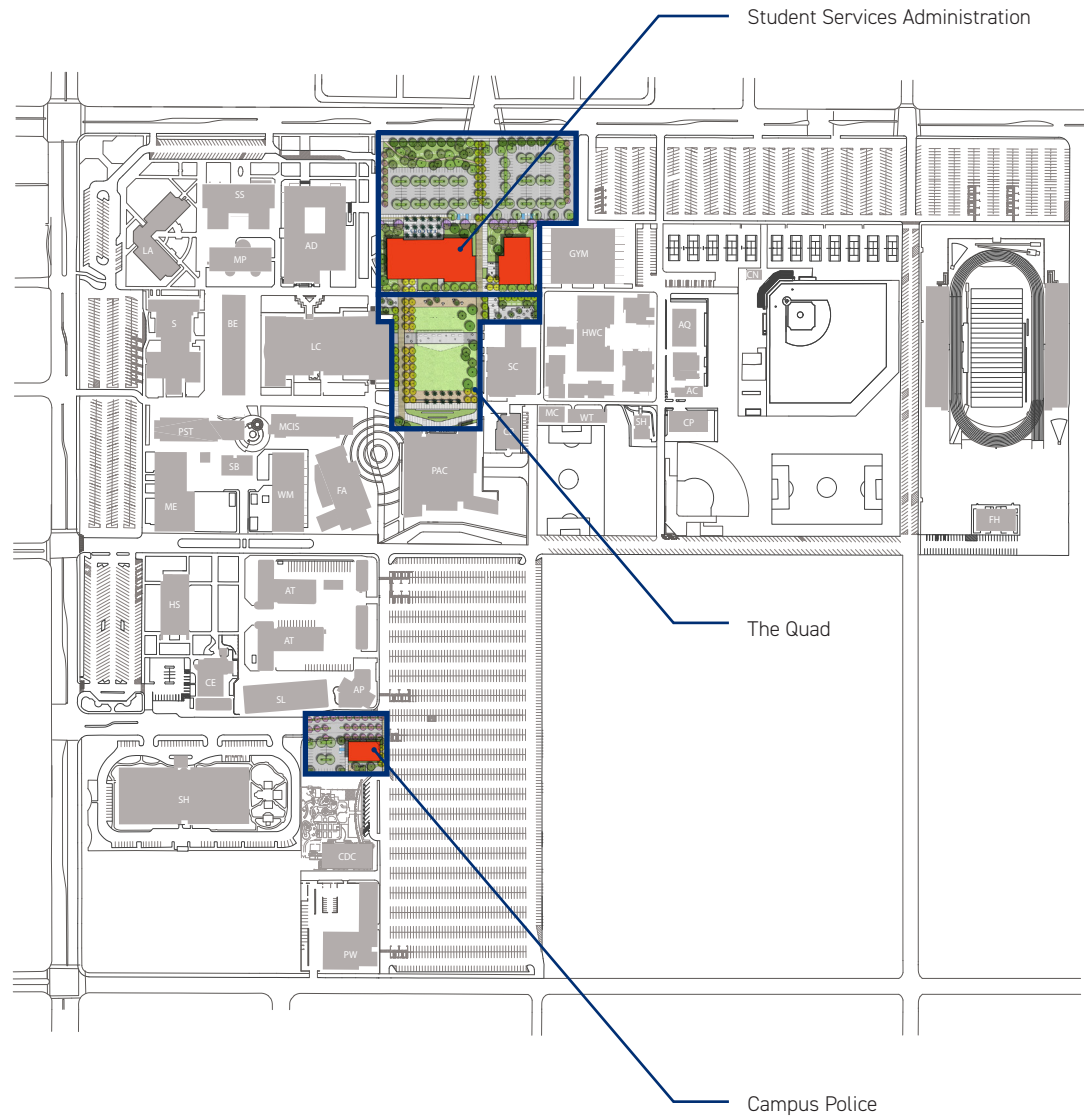 Student Services Administration
SS
LA
AD
MP
GYM
CN
S
BE
LC
HWC
AQ
SC
AC
MC
WT
SH
CP
PST
MCIS
SB
PAC
ME
WM
FA
FH
HS
AT
The Quad
AT
CE
SL
AP
SH
CDC
PW
Campus Police